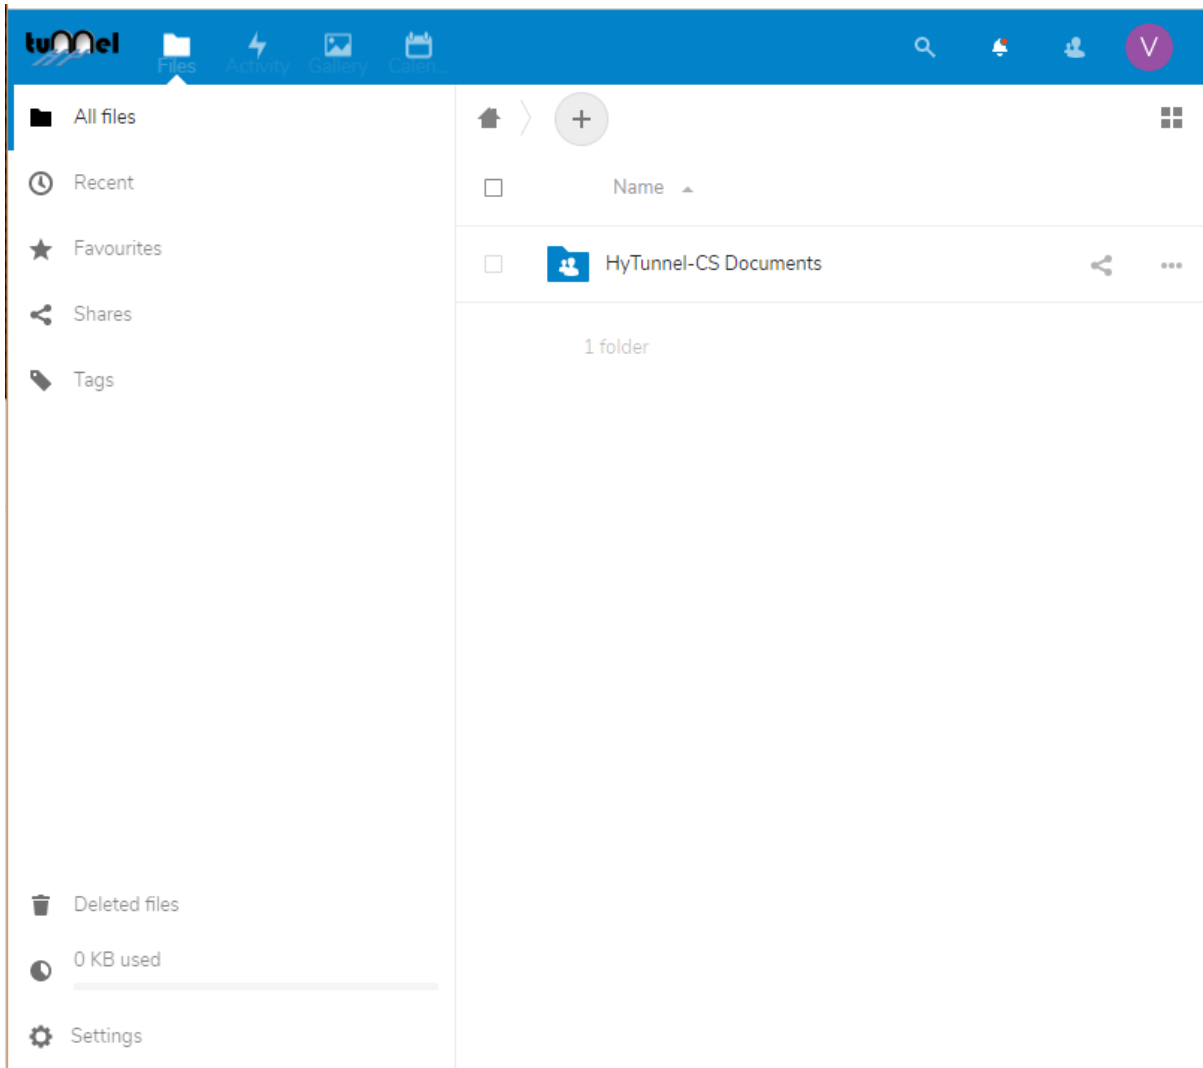 tunnel
Files Activity Gallery Calen…
V
All files
Recent
Favourites
Shares
Tags
Name
HyTunnel-CS Documents
1 folder
Deleted files
0 KB used
Settings